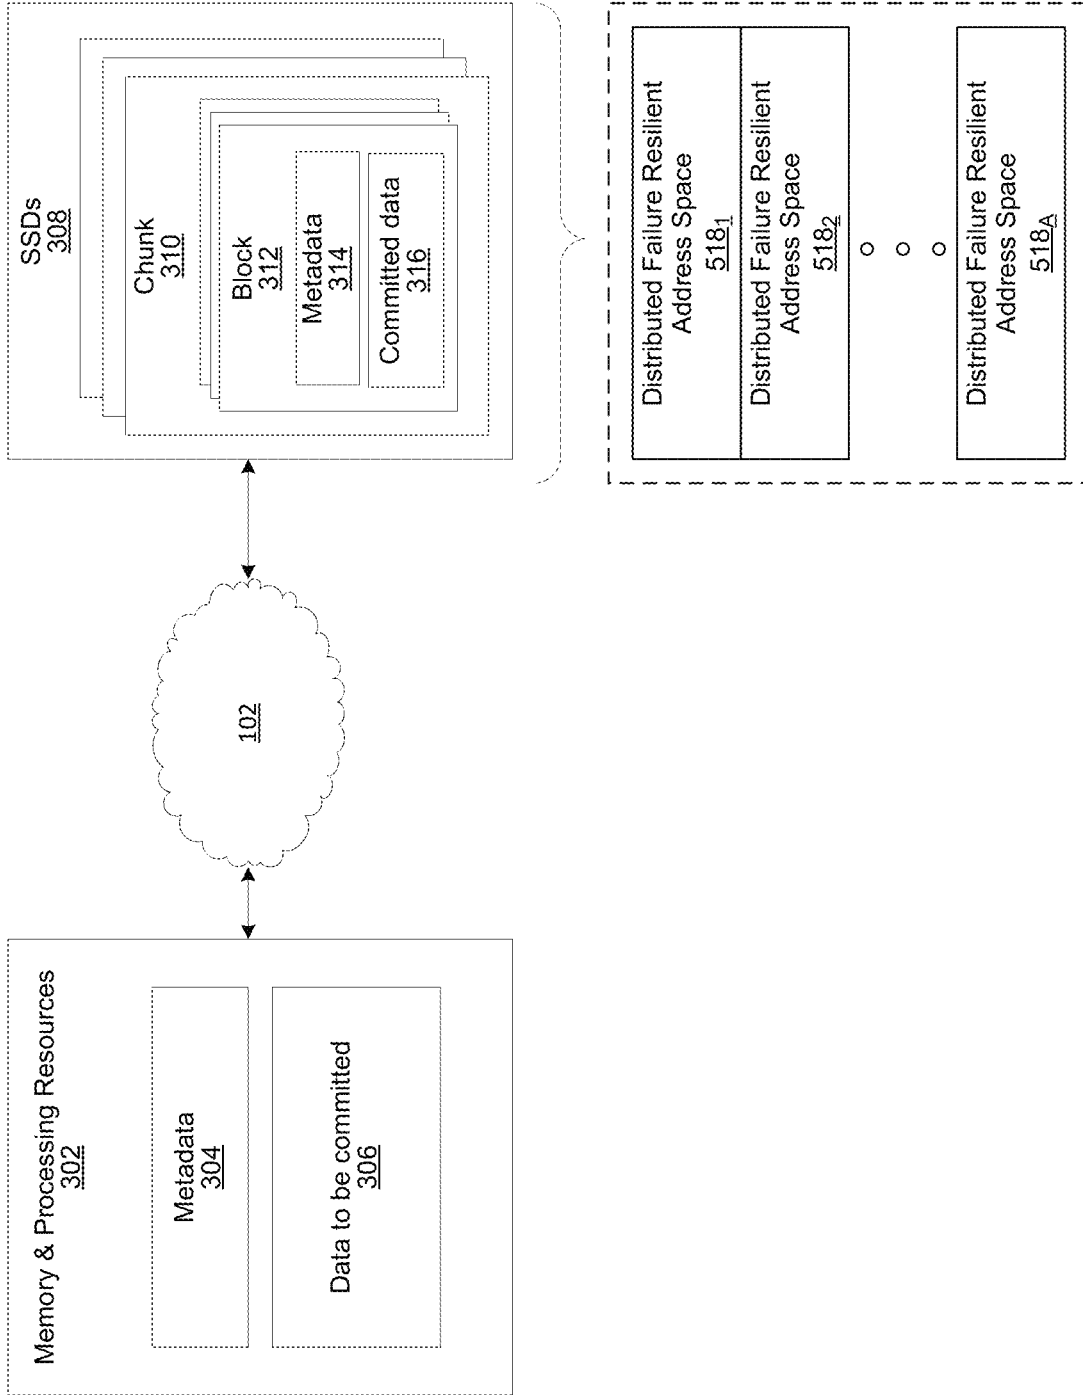 Memory & Processing Resources
302
Metadata
304
Data to be committed
306
102
SSDs
308
Chunk
310
Block
312
Metadata
314
Committed data
316
Distributed Failure Resilient
Address Space
518₁
Distributed Failure Resilient
Address Space
518₂
Distributed Failure Resilient
Address Space
518_A